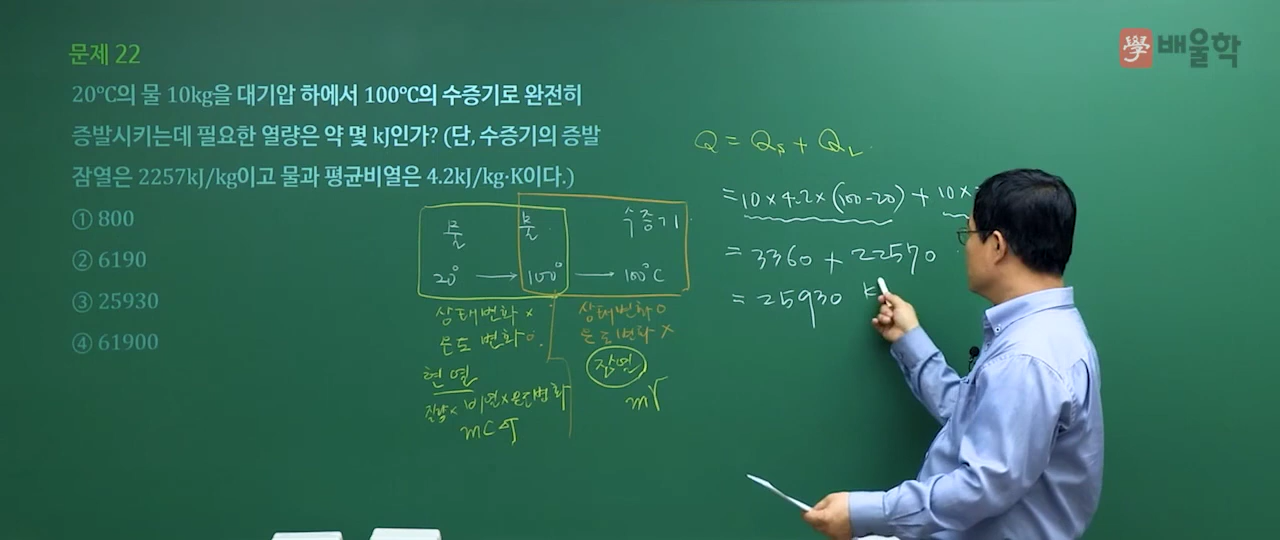 문제 22
學 배울학
20℃의 물 10kg을 대기압 하에서 100℃의 수증기로 완전히
증발시키는데 필요한 열량은 약 몇 kJ인가? (단, 수증기의 증발
잠열은 2257kJ/kg이고 물과 평균비열은 4.2kJ/kg·K이다.)
① 800
② 6190
③ 25930
④ 61900
물 물 수증기
20° → 100° → 100℃
상태변화 x
온도변화 o
현열
질량 x 비열 x 온도변화
mC△T
상태변화 o
온도변화 x
잠열
mr
Q = Qs + QL
= 10 x 4.2 x (100-20) + 10 x
= 3360 + 22570
= 25930